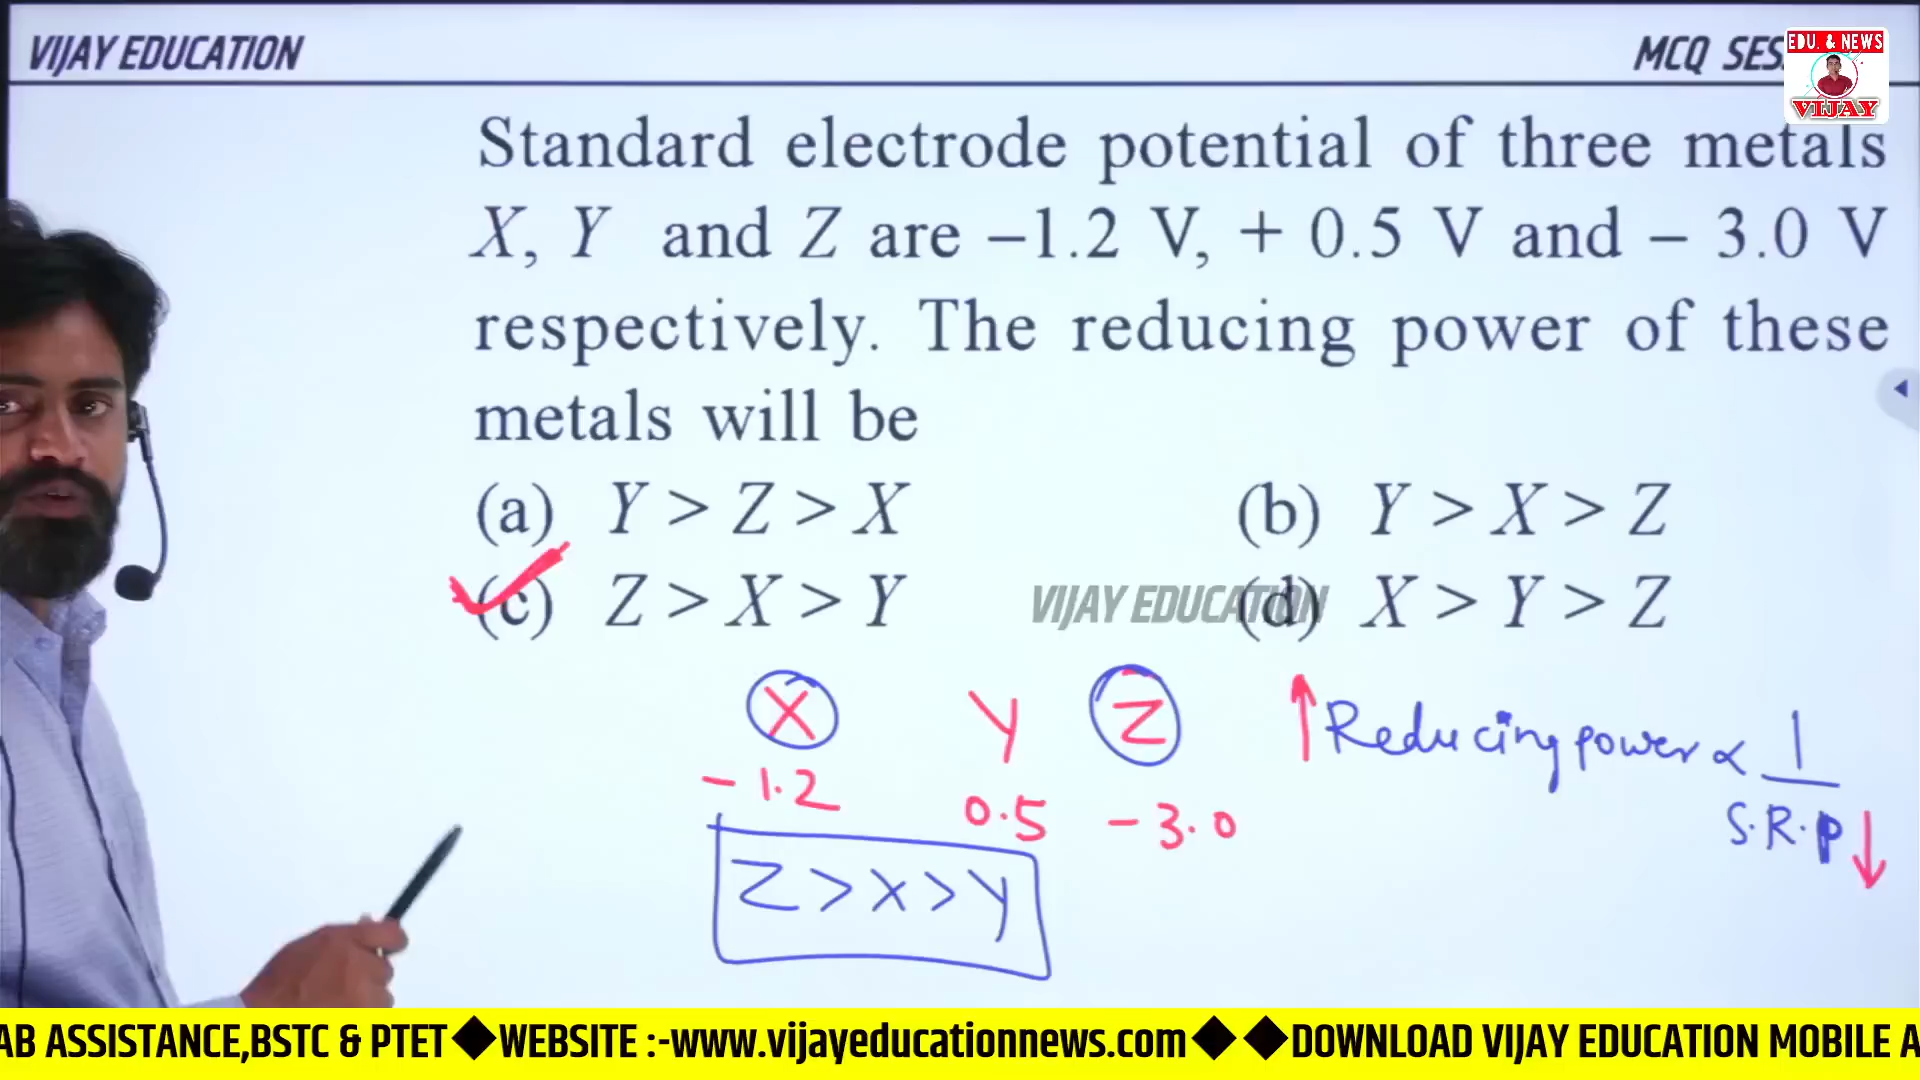 VIJAY EDUCATION
MCQ SES
EDU. & NEWS
VIJAY
Standard electrode potential of three metals
X, Y and Z are –1.2 V, + 0.5 V and – 3.0 V
respectively. The reducing power of these
metals will be
(a) Y > Z > X
(b) Y > X > Z
(c) Z > X > Y
(d) X > Y > Z
VIJAY EDUCATION
X Y Z
-1.2 0.5 -3.0
↑ Reducing power ∝ 1
S.R.P ↓
Z > X > Y
AB ASSISTANCE,BSTC & PTET◆WEBSITE :-www.vijayeducationnews.com◆ ◆DOWNLOAD VIJAY EDUCATION MOBILE A